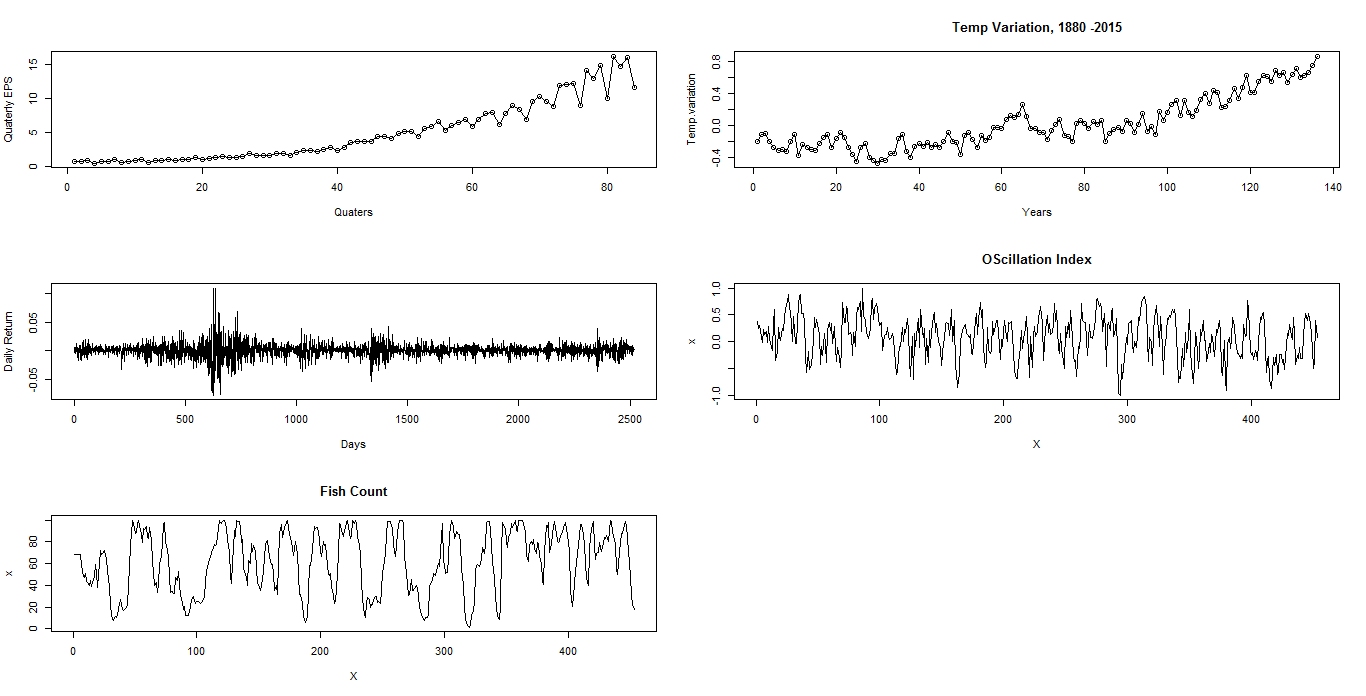 Quaterly EPS
15
10
5
0
0 20 40 60 80
Quaters
Temp Variation, 1880 -2015
Temp.variation
0.8
0.4
0.0
-0.4
0 20 40 60 80 100 120 140
Years
Daily Return
0.05
-0.05
0 500 1000 1500 2000 2500
Days
OScillation Index
x
1.0
0.5
0.0
-1.0
0 100 200 300 400
X
Fish Count
x
80
60
40
20
0
0 100 200 300 400
X